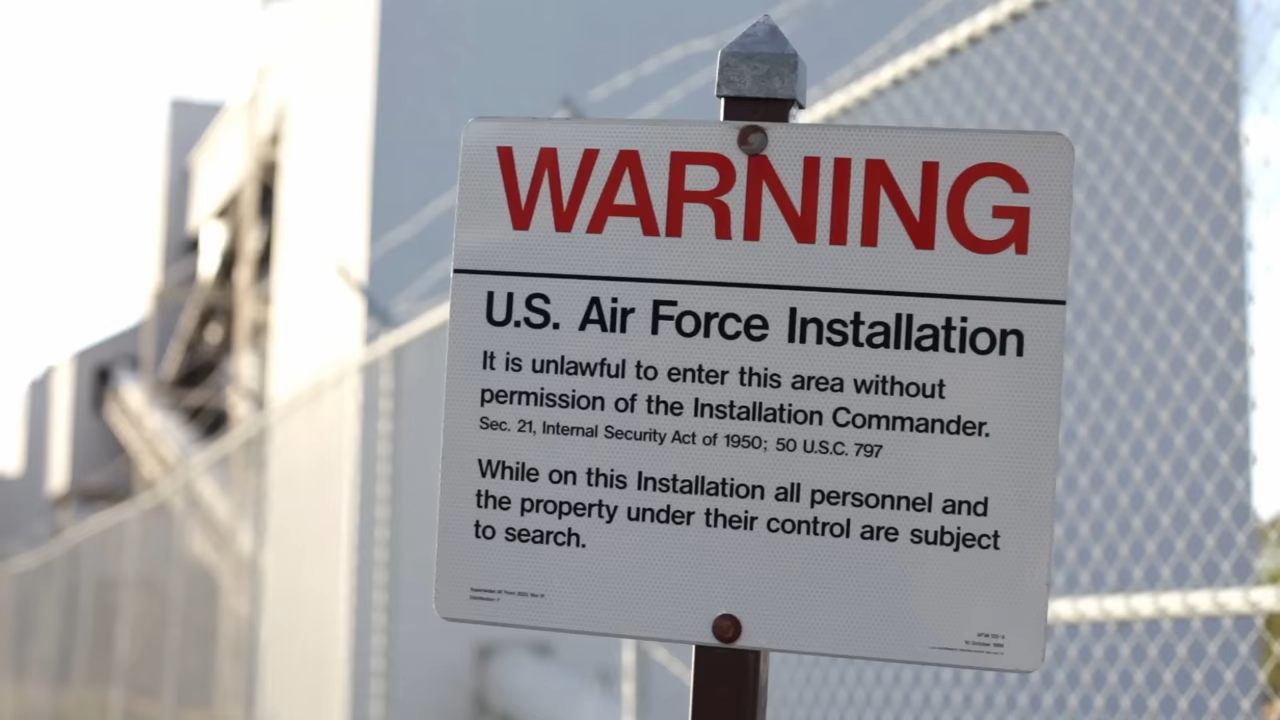 WARNING
U.S. Air Force Installation
It is unlawful to enter this area without
permission of the Installation Commander.
Sec. 21, Internal Security Act of 1950; 50 U.S.C. 797
While on this Installation all personnel and
the property under their control are subject
to search.